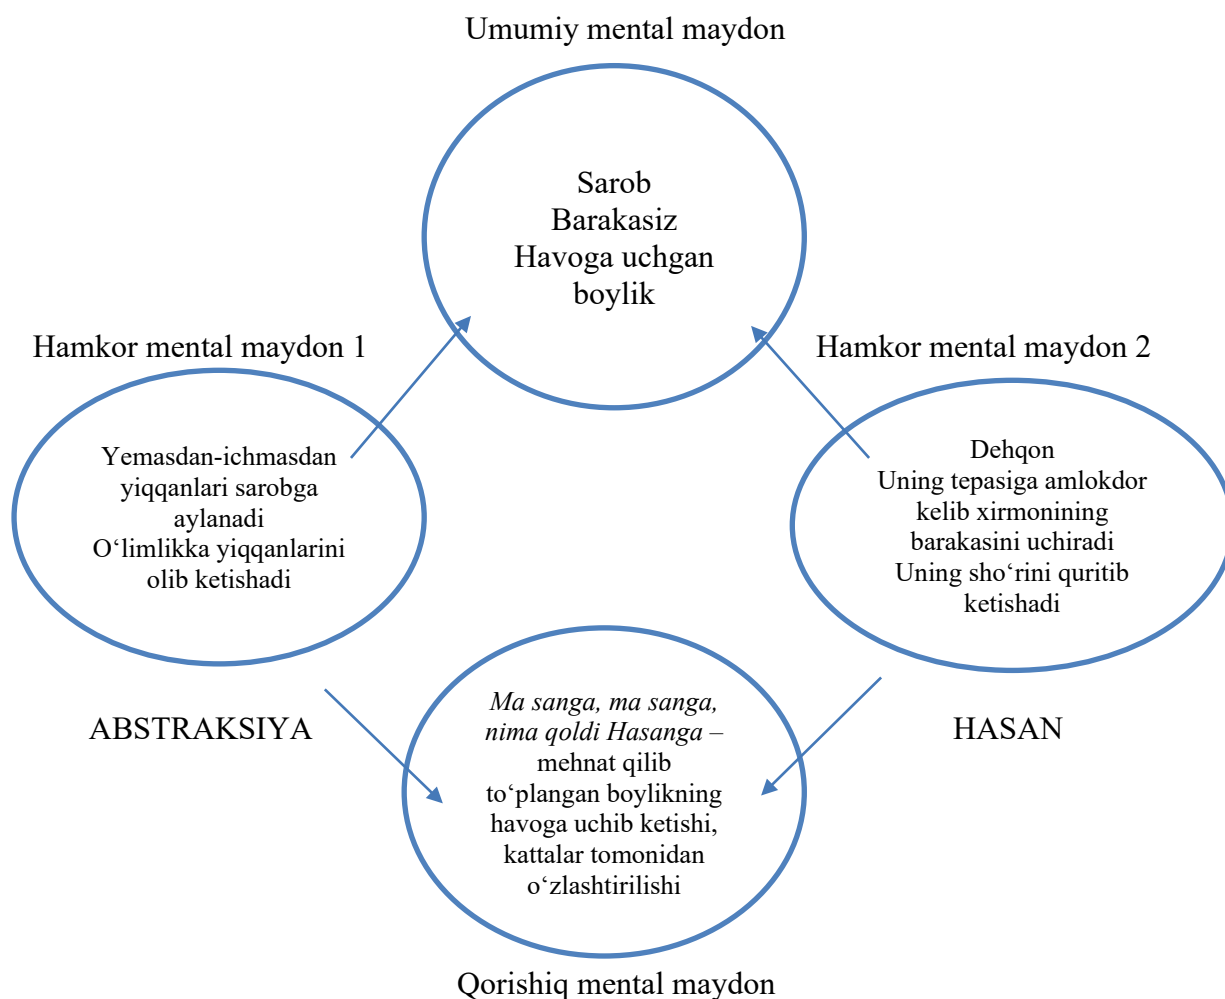 Umumiy mental maydon
Sarob
Barakasiz
Havoga uchgan
boylik
Hamkor mental maydon 1
Hamkor mental maydon 2
Yemasdan-ichmasdan
yiqqanlari sarobga
aylanadi
O‘limlikka yiqqanlarini
olib ketishadi
Dehqon
Uning tepasiga amlokdor
kelib xirmonining
barakasini uchiradi
Uning sho‘rini quritib
ketishadi
ABSTRAKSIYA
HASAN
Ma sanga, ma sanga,
nima qoldi Hasanga –
mehnat qilib
to‘plangan boylikning
havoga uchib ketishi,
kattalar tomonidan
o‘zlashtirilishi
Qorishiq mental maydon